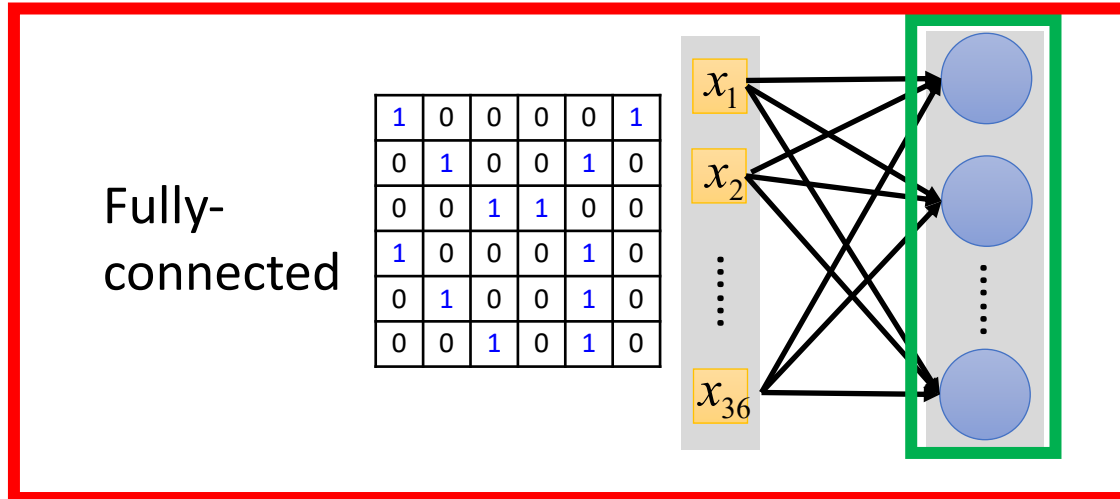 Fully-
connected
1 0 0 0 0 1
0 1 0 0 1 0
0 0 1 1 0 0
1 0 0 0 1 0
0 1 0 0 1 0
0 0 1 0 1 0
x₁
x₂
......
x₃₆
......